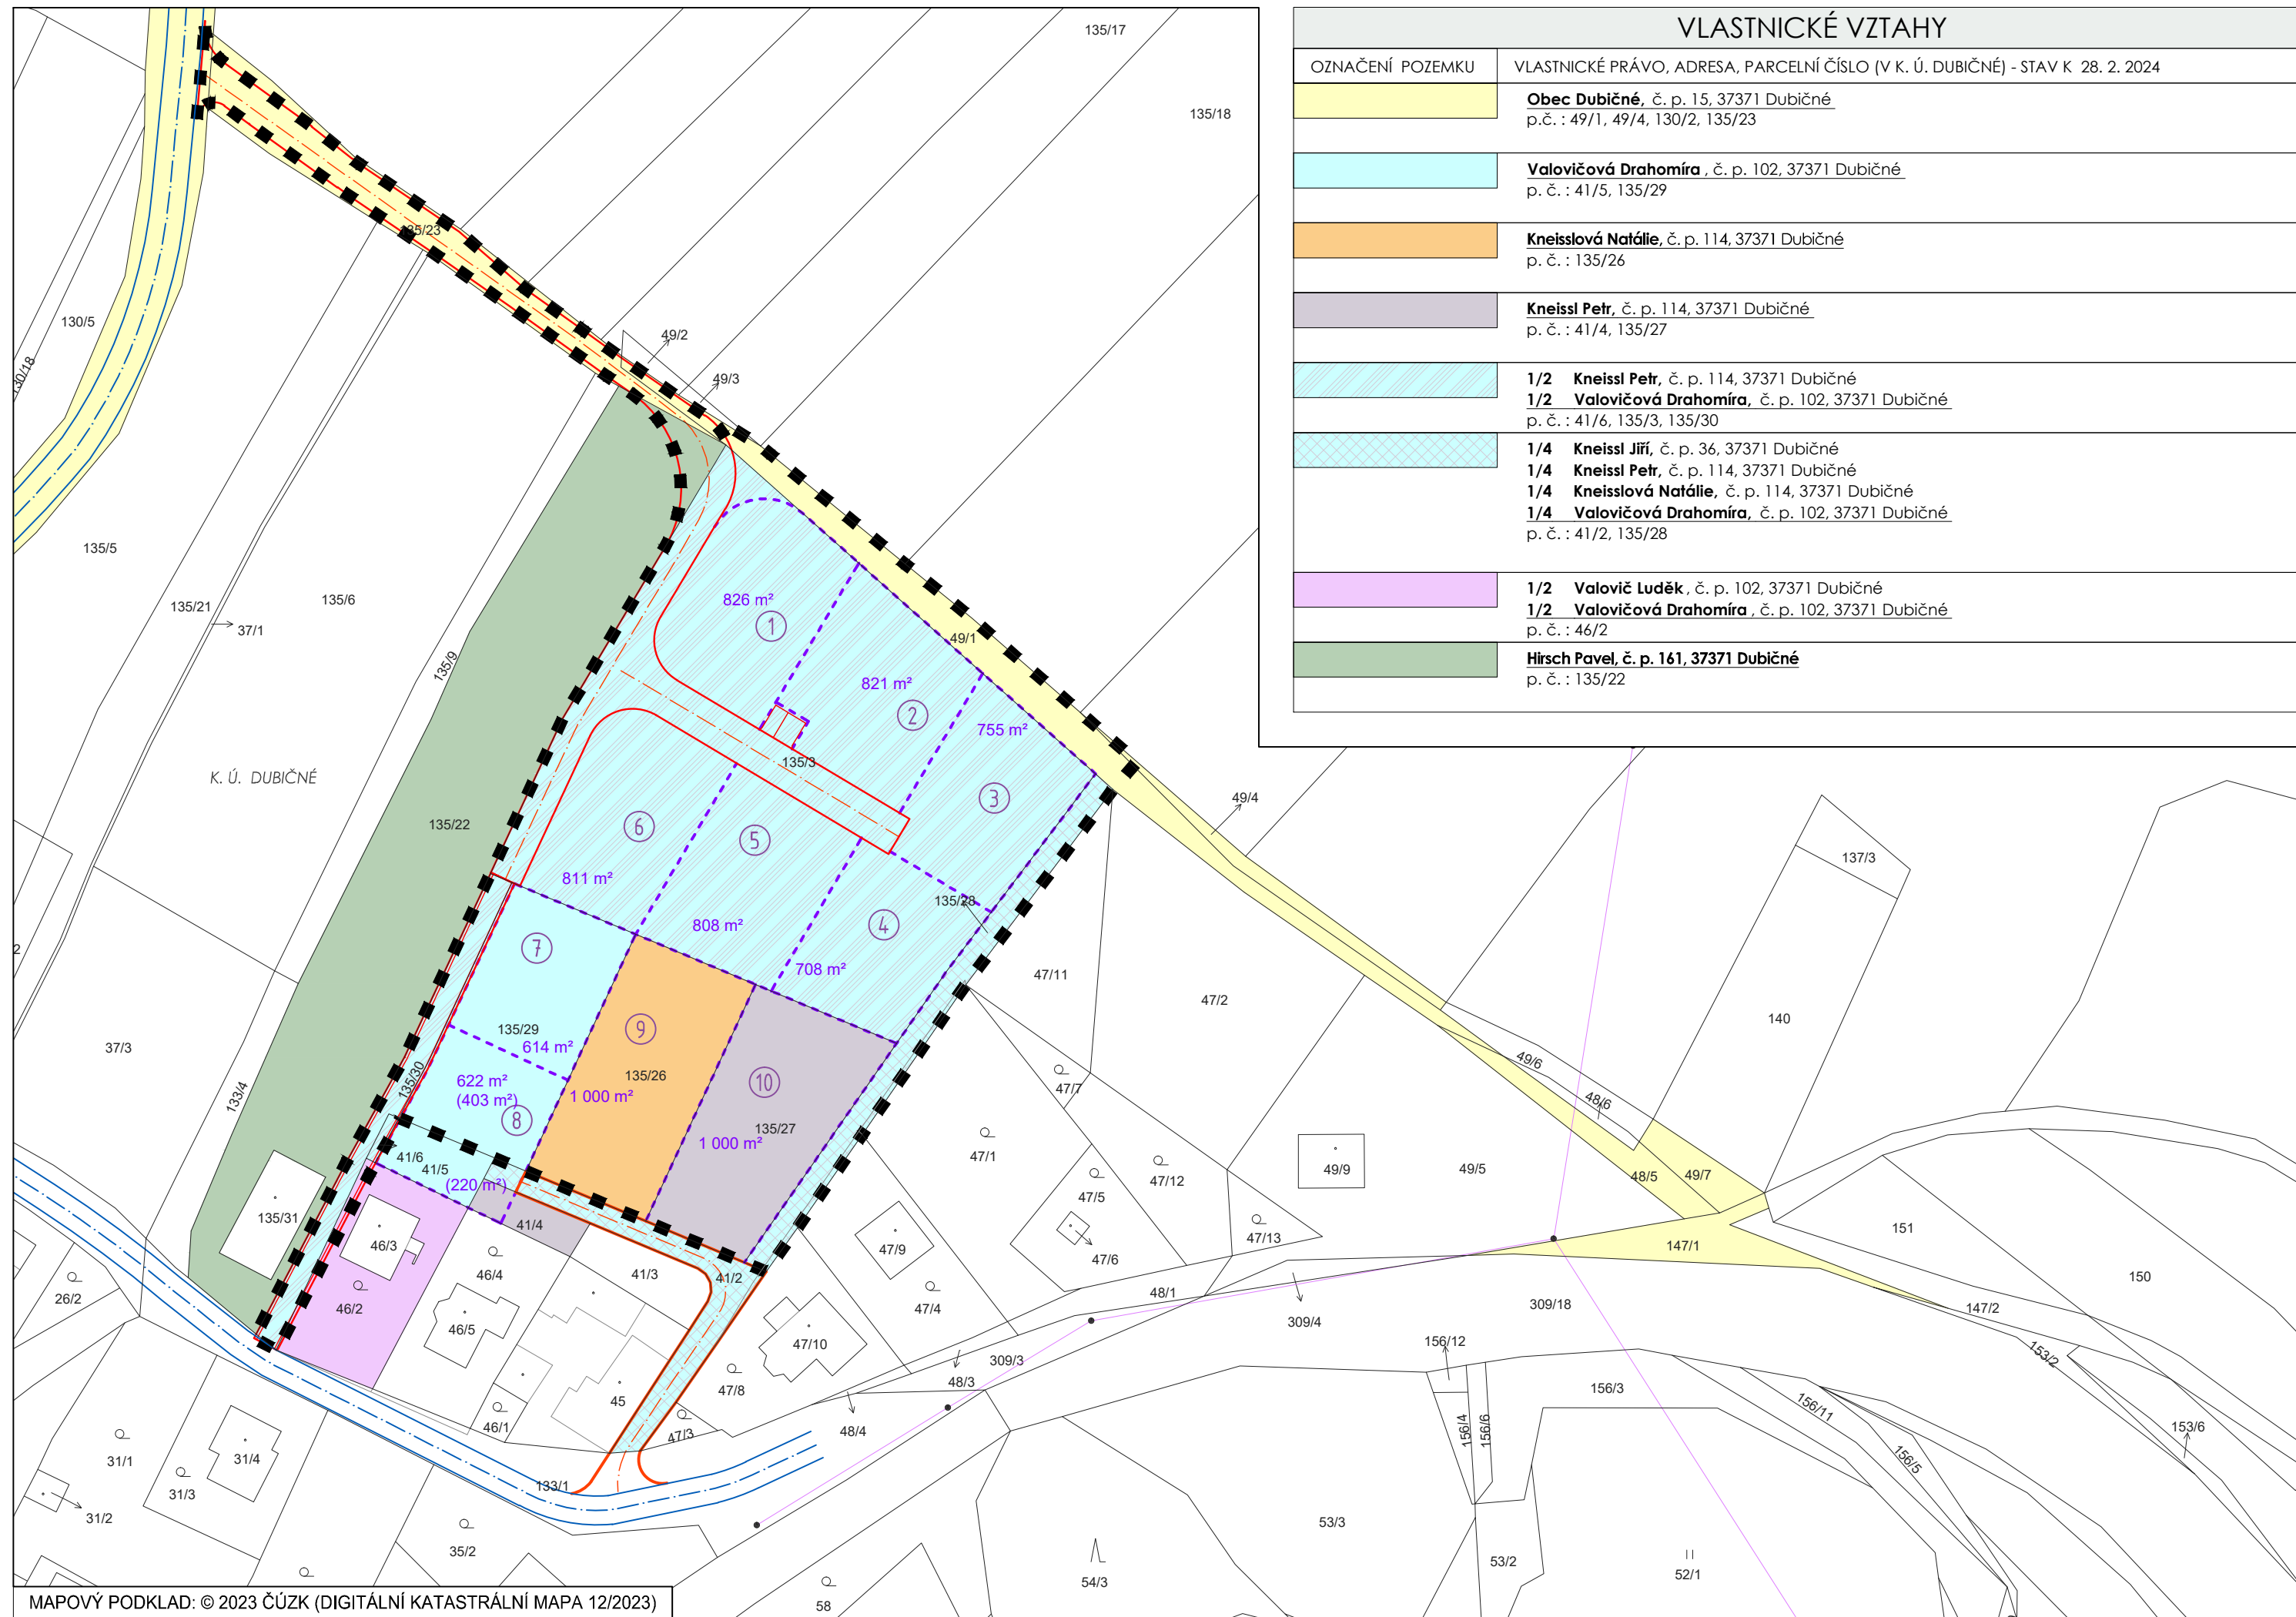 VLASTNICKÉ VZTAHY
OZNAČENÍ POZEMKU
VLASTNICKÉ PRÁVO, ADRESA, PARCELNÍ ČÍSLO (V K. Ú. DUBIČNÉ) - STAV K 28. 2. 2024
Obec Dubičné, č. p. 15, 37371 Dubičné
p.č. : 49/1, 49/4, 130/2, 135/23
Valovičová Drahomíra , č. p. 102, 37371 Dubičné
p. č. : 41/5, 135/29
Kneisslová Natálie, č. p. 114, 37371 Dubičné
p. č. : 135/26
Kneissl Petr, č. p. 114, 37371 Dubičné
p. č. : 41/4, 135/27
1/2 Kneissl Petr, č. p. 114, 37371 Dubičné
1/2 Valovičová Drahomíra, č. p. 102, 37371 Dubičné
p. č. : 41/6, 135/3, 135/30
1/4 Kneissl Jiří, č. p. 36, 37371 Dubičné
1/4 Kneissl Petr, č. p. 114, 37371 Dubičné
1/4 Kneisslová Natálie, č. p. 114, 37371 Dubičné
1/4 Valovičová Drahomíra, č. p. 102, 37371 Dubičné
p. č. : 41/2, 135/28
1/2 Valovič Luděk , č. p. 102, 37371 Dubičné
1/2 Valovičová Drahomíra , č. p. 102, 37371 Dubičné
p. č. : 46/2
Hirsch Pavel, č. p. 161, 37371 Dubičné
p. č. : 135/22
135/17
135/18
135/23
130/5
130/18
49/2
49/3
135/5
135/21
135/6
37/1
135/9
826 m²
1
49/1
821 m²
2
755 m²
135/3
3
K. Ú. DUBIČNÉ
135/22
6
5
49/4
137/3
811 m²
135/28
4
808 m²
7
2
708 m²
47/11
47/2
140
135/29
614 m²
9
37/3
135/26
49/6
622 m²
(403 m²)
135/30
1 000 m²
10
47/7
48/6
133/4
8
135/27
1 000 m²
47/1
41/6
41/5
(220 m²)
47/5
47/12
49/9
49/5
48/5
49/7
135/31
41/4
46/3
47/9
47/13
47/6
151
147/1
46/4
41/3
41/2
150
26/2
46/2
46/5
47/4
48/1
309/4
309/18
147/2
47/10
309/3
156/12
153/2
45
47/8
48/3
156/3
156/11
46/1
47/3
48/4
156/4
156/6
153/6
31/1
31/4
156/5
133/1
31/3
31/2
35/2
53/3
53/2
52/1
54/3
58
MAPOVÝ PODKLAD: © 2023 ČÚZK (DIGITÁLNÍ KATASTRÁLNÍ MAPA 12/2023)